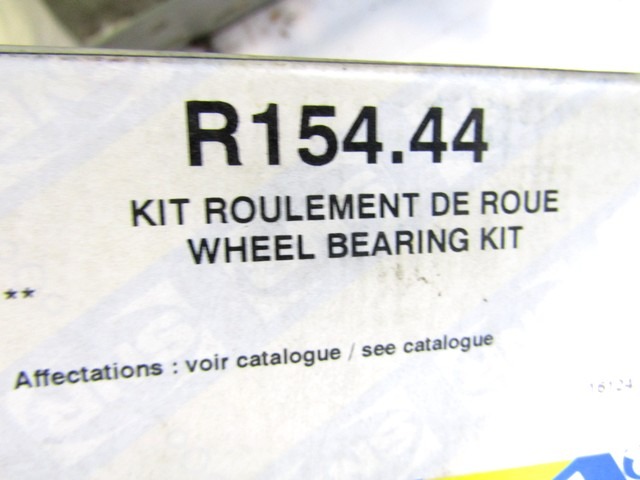 R154.44
KIT ROULEMENT DE ROUE
WHEEL BEARING KIT
**
Affectations : voir catalogue / see catalogue